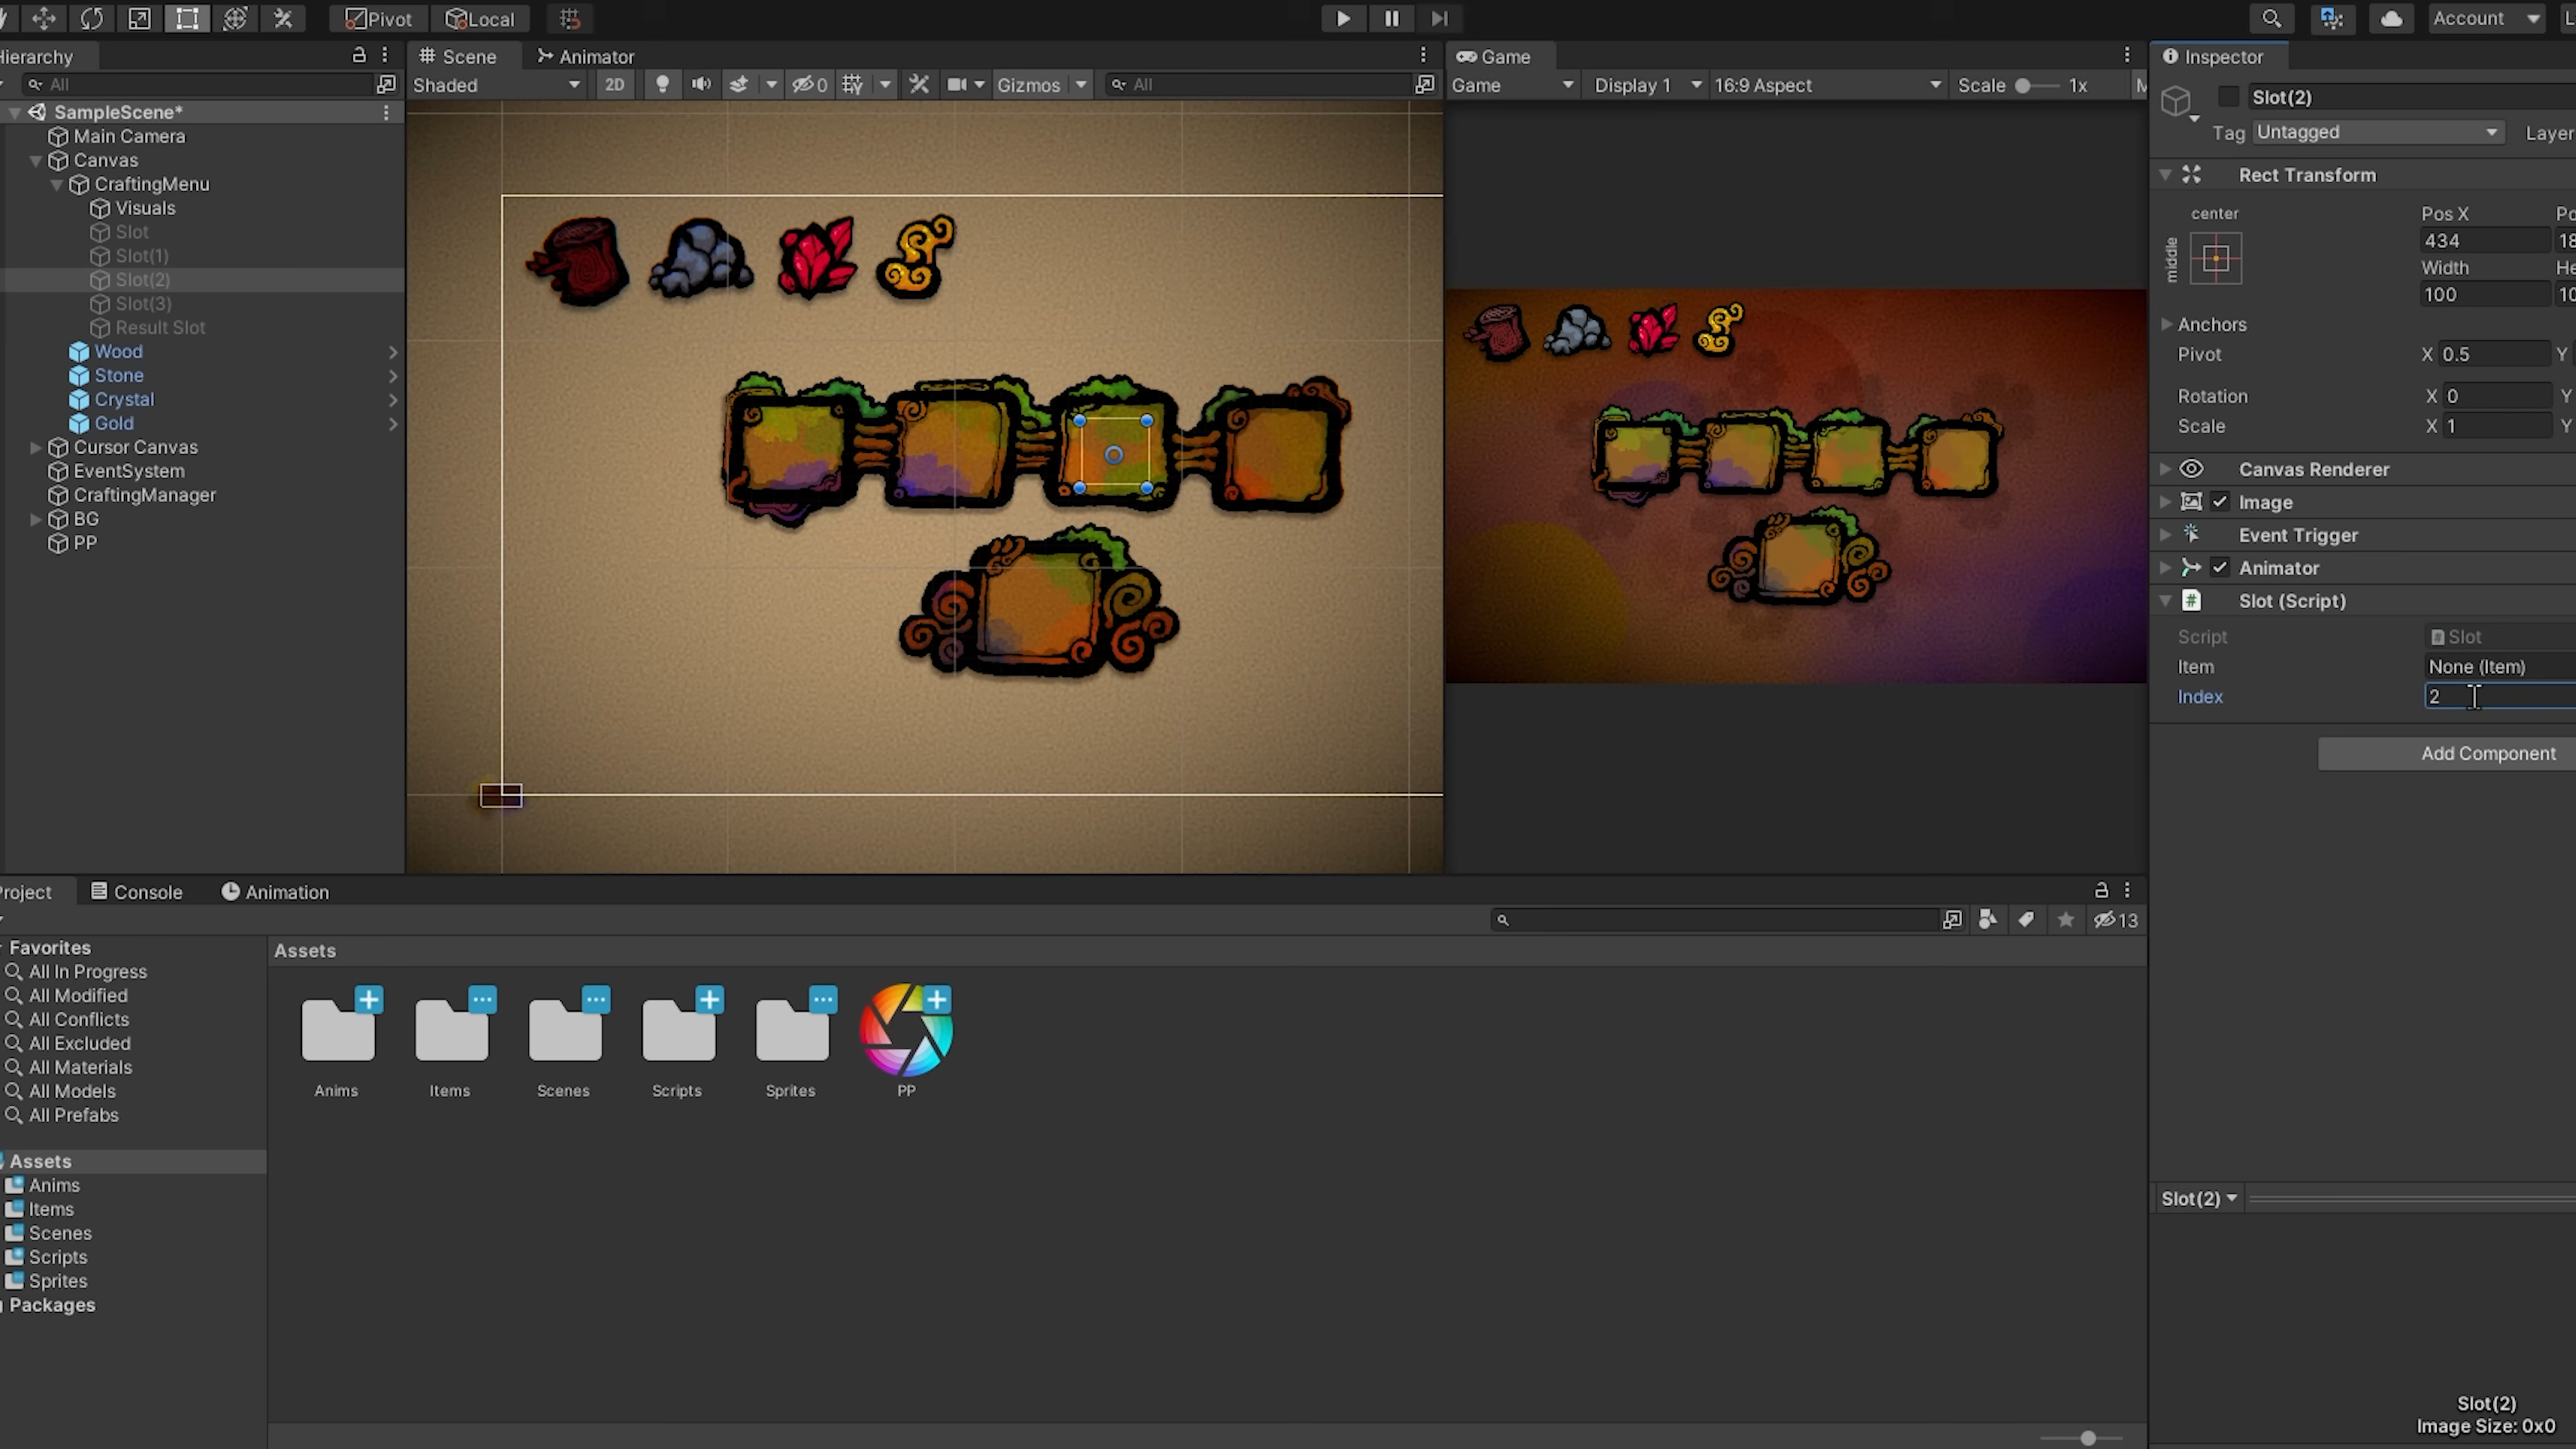 Pivot
Local
Account
L
Hierarchy
All
SampleScene*
Main Camera
Canvas
CraftingMenu
Visuals
Slot
Slot(1)
Slot(2)
Slot(3)
Result Slot
Wood
Stone
Crystal
Gold
Cursor Canvas
EventSystem
CraftingManager
BG
PP
Scene
Animator
Shaded
2D
0
Gizmos
All
Game
Game
Display 1
16:9 Aspect
Scale
1x
M
Inspector
Slot(2)
Tag
Untagged
Layer
Rect Transform
center
middle
Pos X
Po
434
18
Width
He
100
10
Anchors
Pivot
X 0.5
Y
Rotation
X 0
Y
Scale
X 1
Y
Canvas Renderer
Image
Event Trigger
Animator
# Slot (Script)
Script
Slot
Item
None (Item)
Index
2
Add Component
Project
Console
Animation
13
Favorites
All In Progress
All Modified
All Conflicts
All Excluded
All Materials
All Models
All Prefabs
Assets
Anims
Items
Scenes
Scripts
Sprites
Packages
Assets
Anims
Items
Scenes
Scripts
Sprites
PP
Slot(2)
Slot(2)
Image Size: 0x0